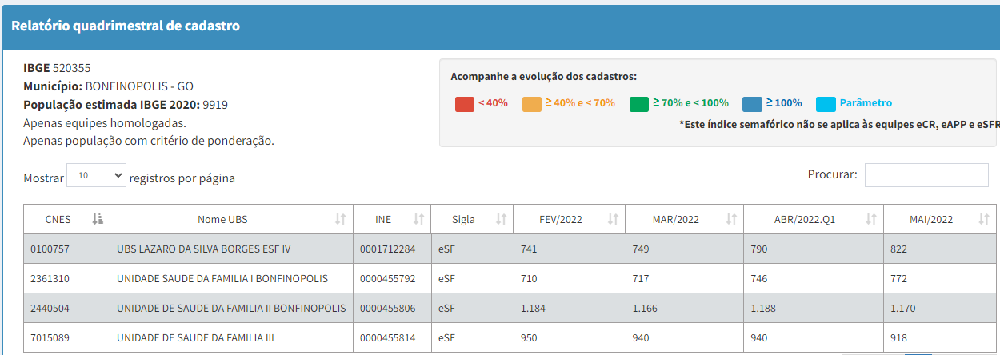 Relatório quadrimestral de cadastro
IBGE 520355
Município: BONFINOPOLIS - GO
População estimada IBGE 2020: 9919
Apenas equipes homologadas.
Apenas população com critério de ponderação.
Acompanhe a evolução dos cadastros:
< 40% ≥ 40% e < 70% ≥ 70% e < 100% ≥ 100% Parâmetro
*Este índice semafórico não se aplica às equipes eCR, eAPP e eSFR
Mostrar 10 registros por página
Procurar:
CNES Nome UBS INE Sigla FEV/2022 MAR/2022 ABR/2022.Q1 MAI/2022
0100757 UBS LAZARO DA SILVA BORGES ESF IV 0001712284 eSF 741 749 790 822
2361310 UNIDADE SAUDE DA FAMILIA I BONFINOPOLIS 0000455792 eSF 710 717 746 772
2440504 UNIDADE DE SAUDE DA FAMILIA II BONFINOPOLIS 0000455806 eSF 1.184 1.166 1.188 1.170
7015089 UNIDADE DE SAUDE DA FAMILIA III 0000455814 eSF 950 940 940 918